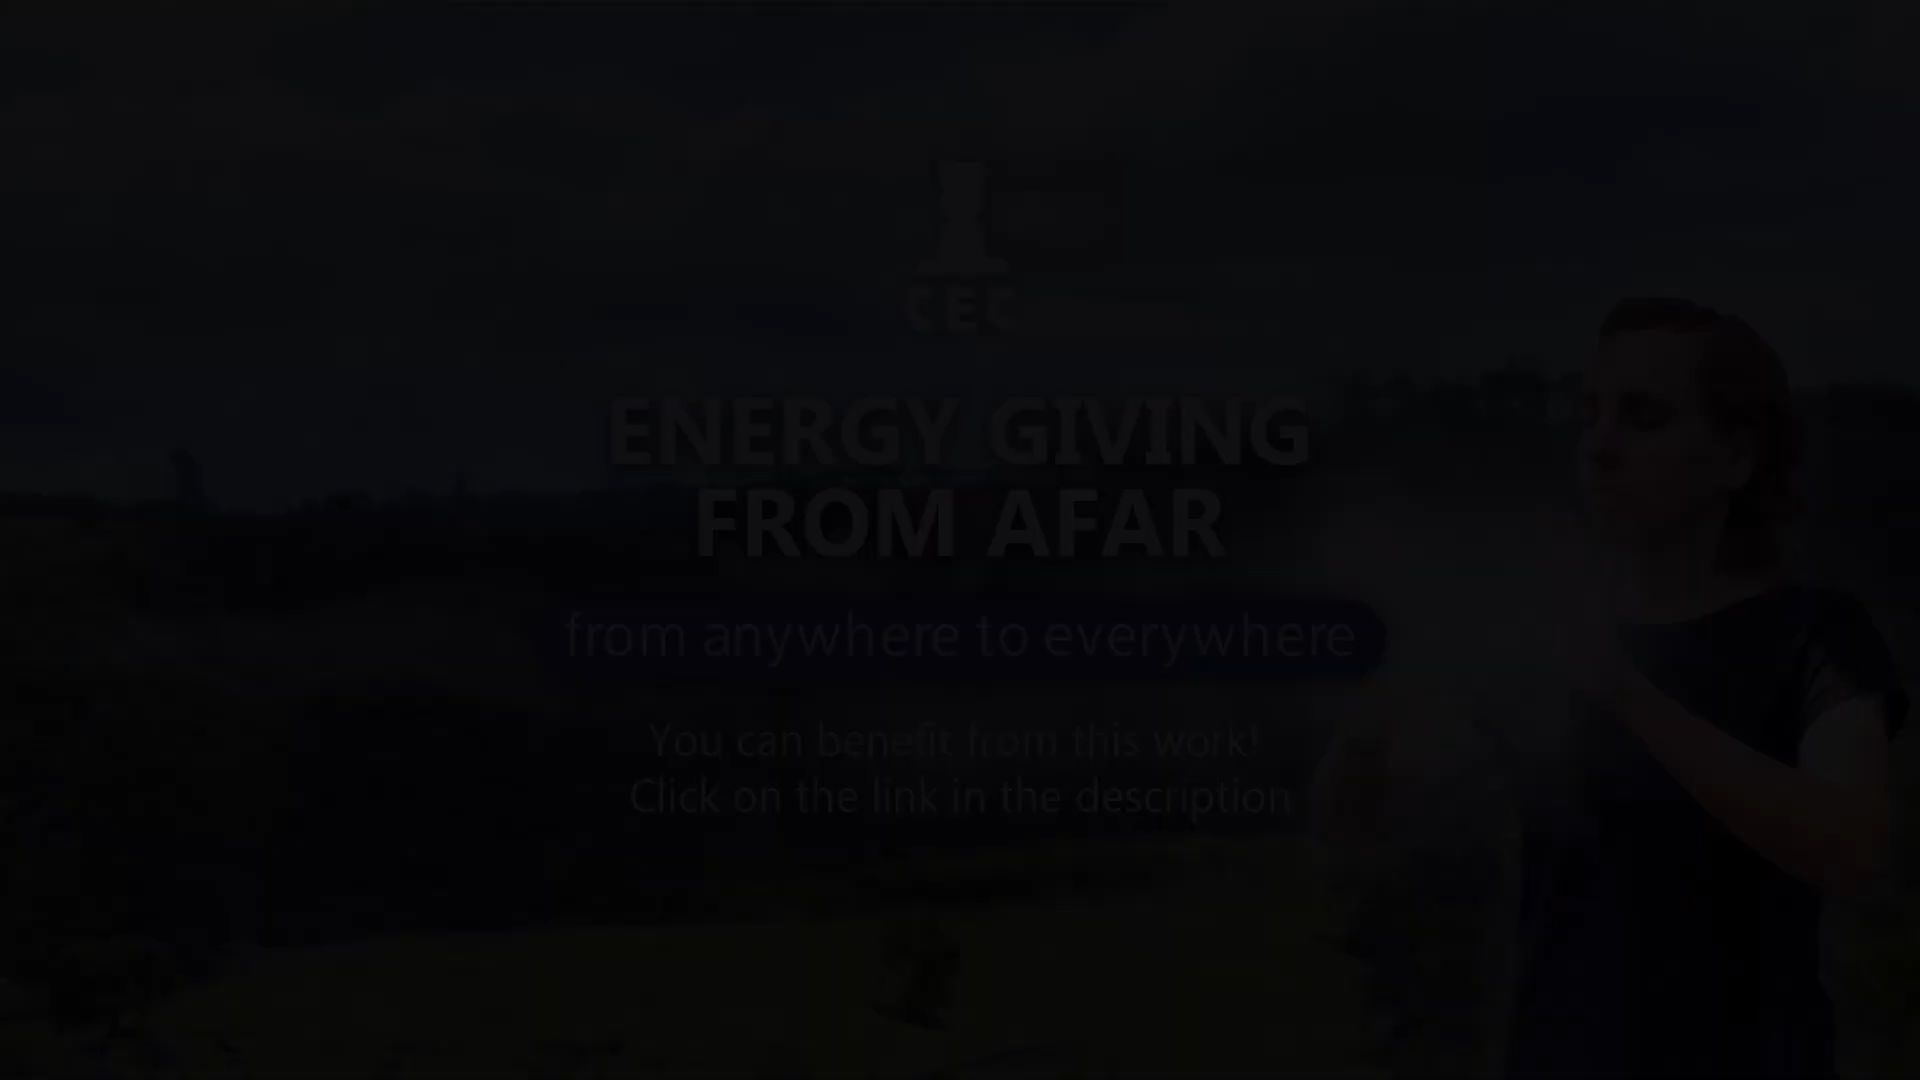 CEC
ENERGY GIVING
FROM AFAR
from anywhere to everywhere
You can benefit from this work!
Click on the link in the description